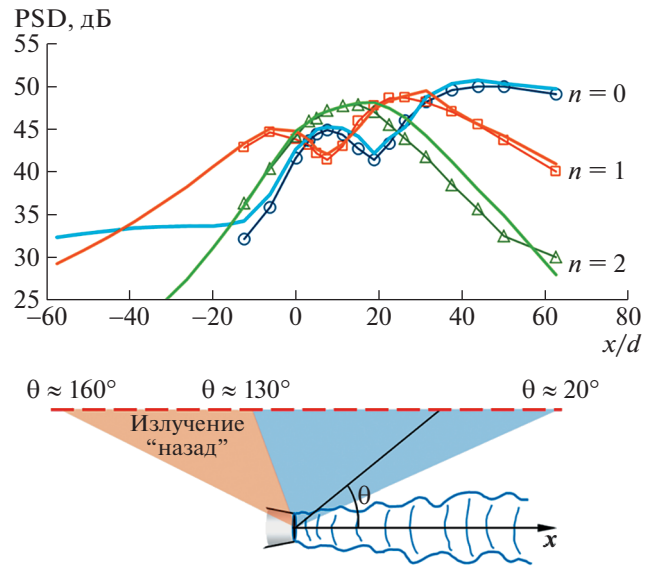 PSD, дБ
55
50
45
40
35
30
25
n = 0
n = 1
n = 2
−60 −40 −20 0 20 40 60 80
x/d
θ ≈ 160° θ ≈ 130° θ ≈ 20°
Излучение
“назад”
θ
x